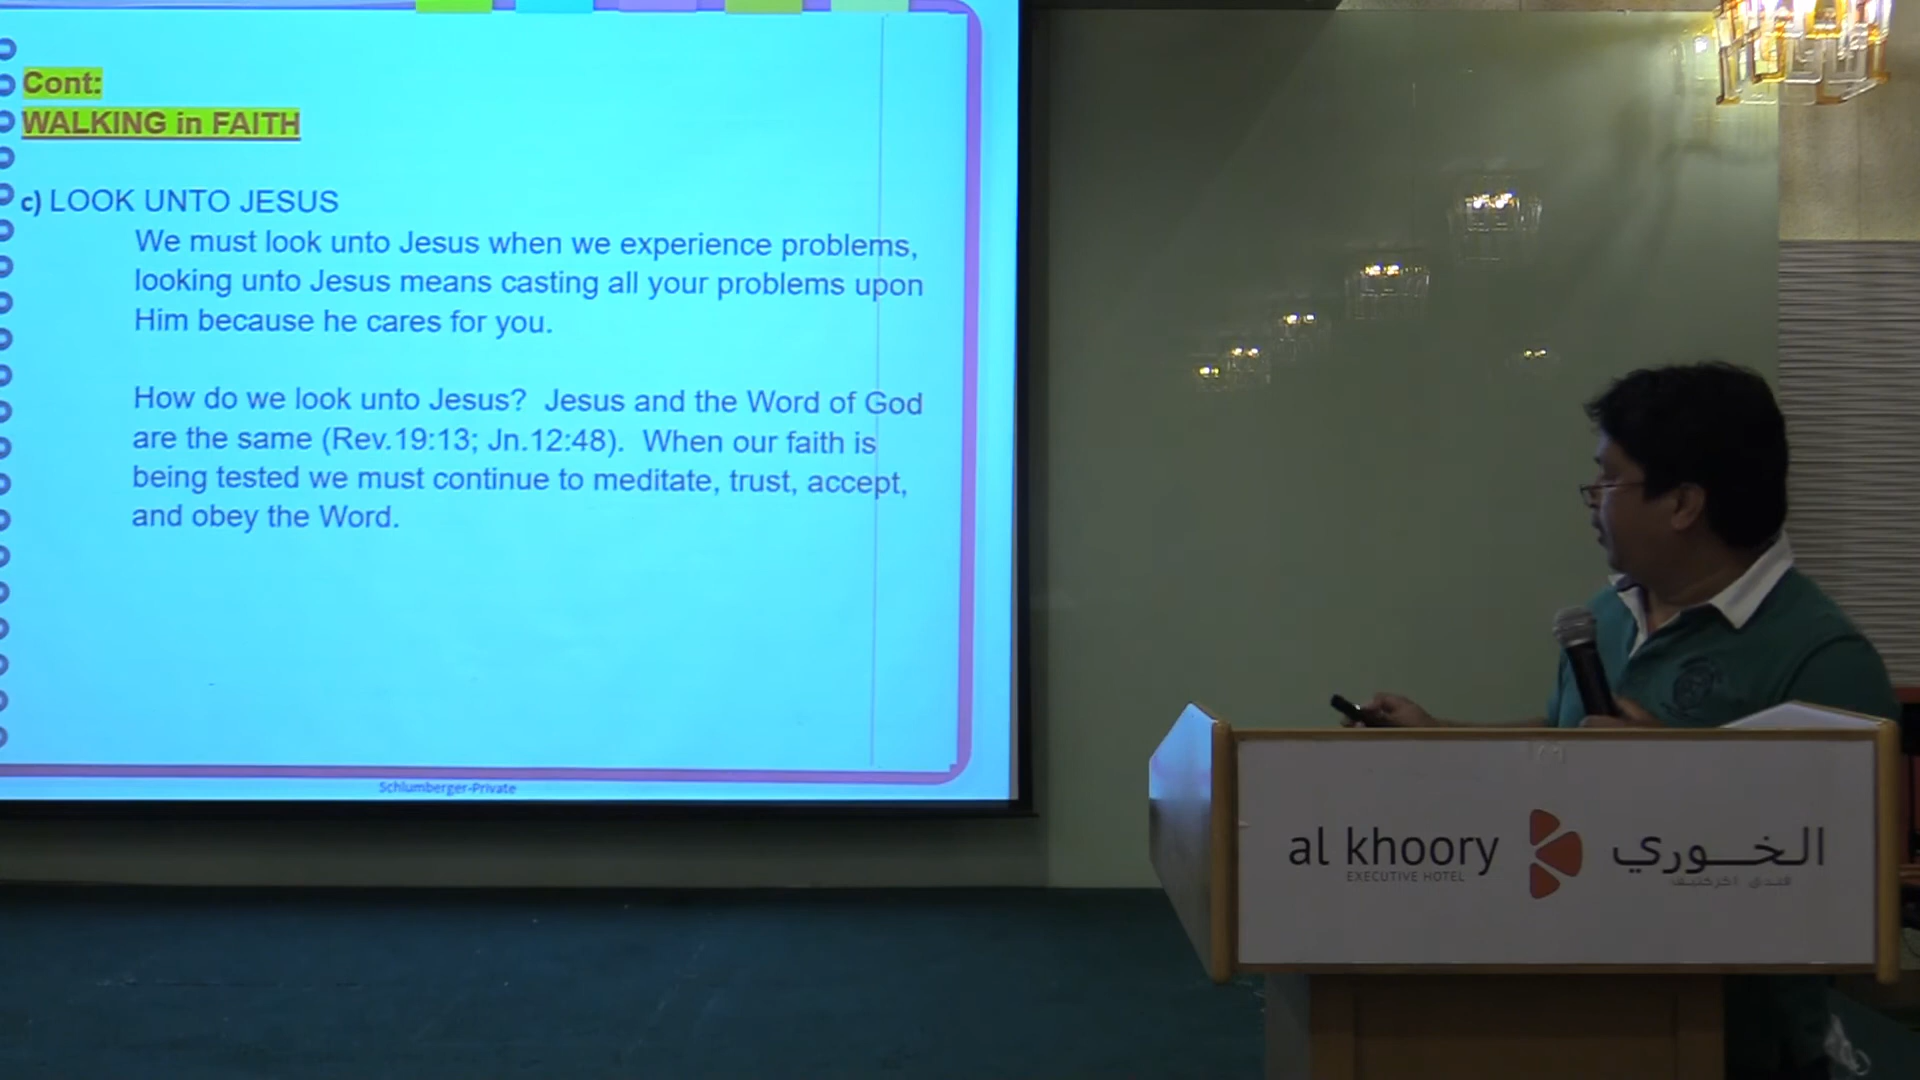 Cont:
WALKING in FAITH
c) LOOK UNTO JESUS
We must look unto Jesus when we experience problems,
looking unto Jesus means casting all your problems upon
Him because he cares for you.
How do we look unto Jesus?  Jesus and the Word of God
are the same (Rev.19:13; Jn.12:48).  When our faith is
being tested we must continue to meditate, trust, accept,
and obey the Word.
Schlumberger-Private
al khoory الخوري
EXECUTIVE HOTEL فندق اكزكتيف